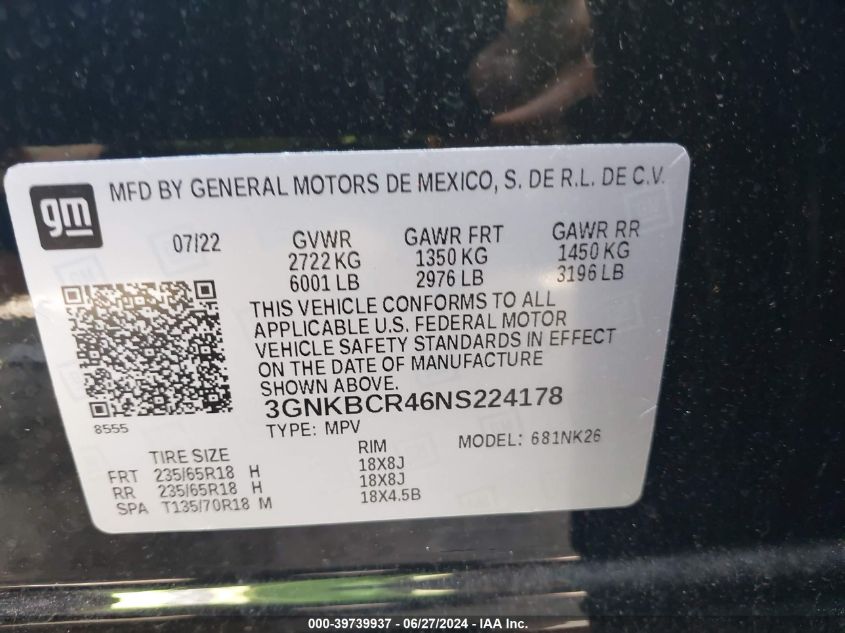 gm
MFD BY GENERAL MOTORS DE MEXICO, S. DE R.L. DE C.V.
07/22 GVWR GAWR FRT GAWR RR
2722 KG 1350 KG 1450 KG
6001 LB 2976 LB 3196 LB
THIS VEHICLE CONFORMS TO ALL
APPLICABLE U.S. FEDERAL MOTOR
VEHICLE SAFETY STANDARDS IN EFFECT
ON THE DATE OF MANUFACTURE
SHOWN ABOVE.
3GNKBCR46NS224178
8555 TYPE: MPV MODEL: 681NK26
TIRE SIZE RIM
FRT 235/65R18 H 18X8J
RR 235/65R18 H 18X8J
SPA T135/70R18 M 18X4.5B
000-39739937 - 06/27/2024 - IAA Inc.